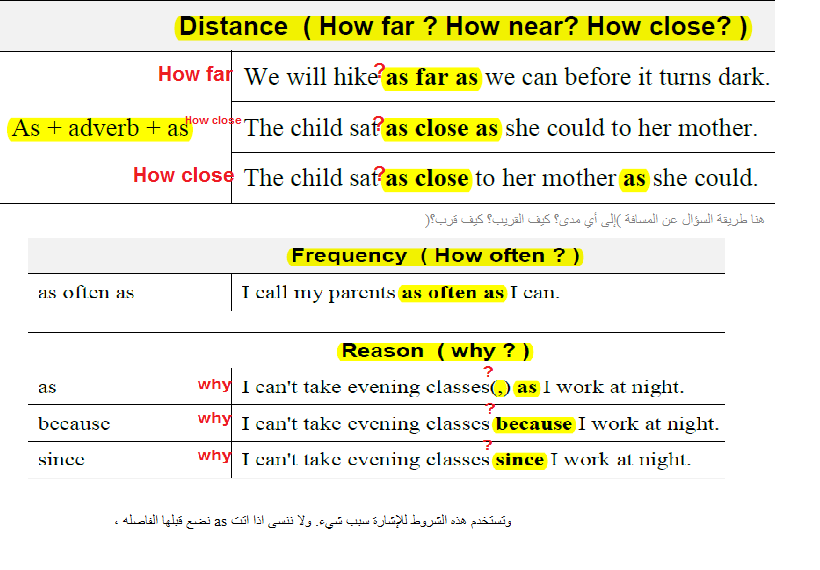 Distance ( How far ? How near? How close? )
How far We will hike ? as far as we can before it turns dark.
As + adverb + as How close The child sat ? as close as she could to her mother.
How close The child sat ? as close to her mother as she could.
هنا طريقة السؤال عن المسافة )إلى أي مدى؟ كيف القريب؟ كيف قرب؟(
Frequency ( How often ? )
as often as I call my parents as often as I can.
Reason ( why ? )
as why I can't take evening classes ? (,) as I work at night.
because why I can't take evening classes ? because I work at night.
since why I can't take evening classes ? since I work at night.
وتستخدم هذه الشروط للإشارة سبب شيء. ولا ننسى اذا اتت as نضع قبلها الفاصله ،